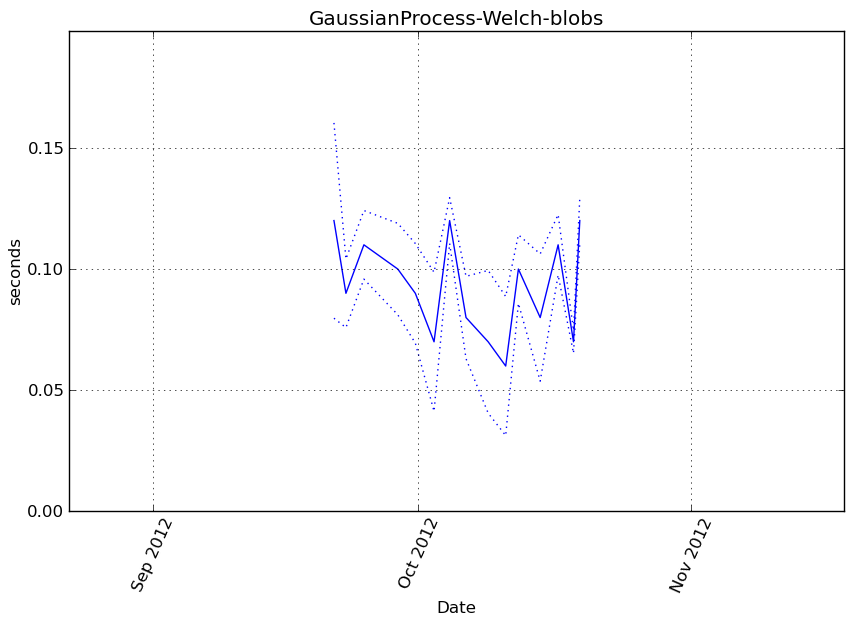 GaussianProcess-Welch-blobs
seconds
0.15
0.10
0.05
0.00
Sep 2012
Oct 2012
Nov 2012
Date